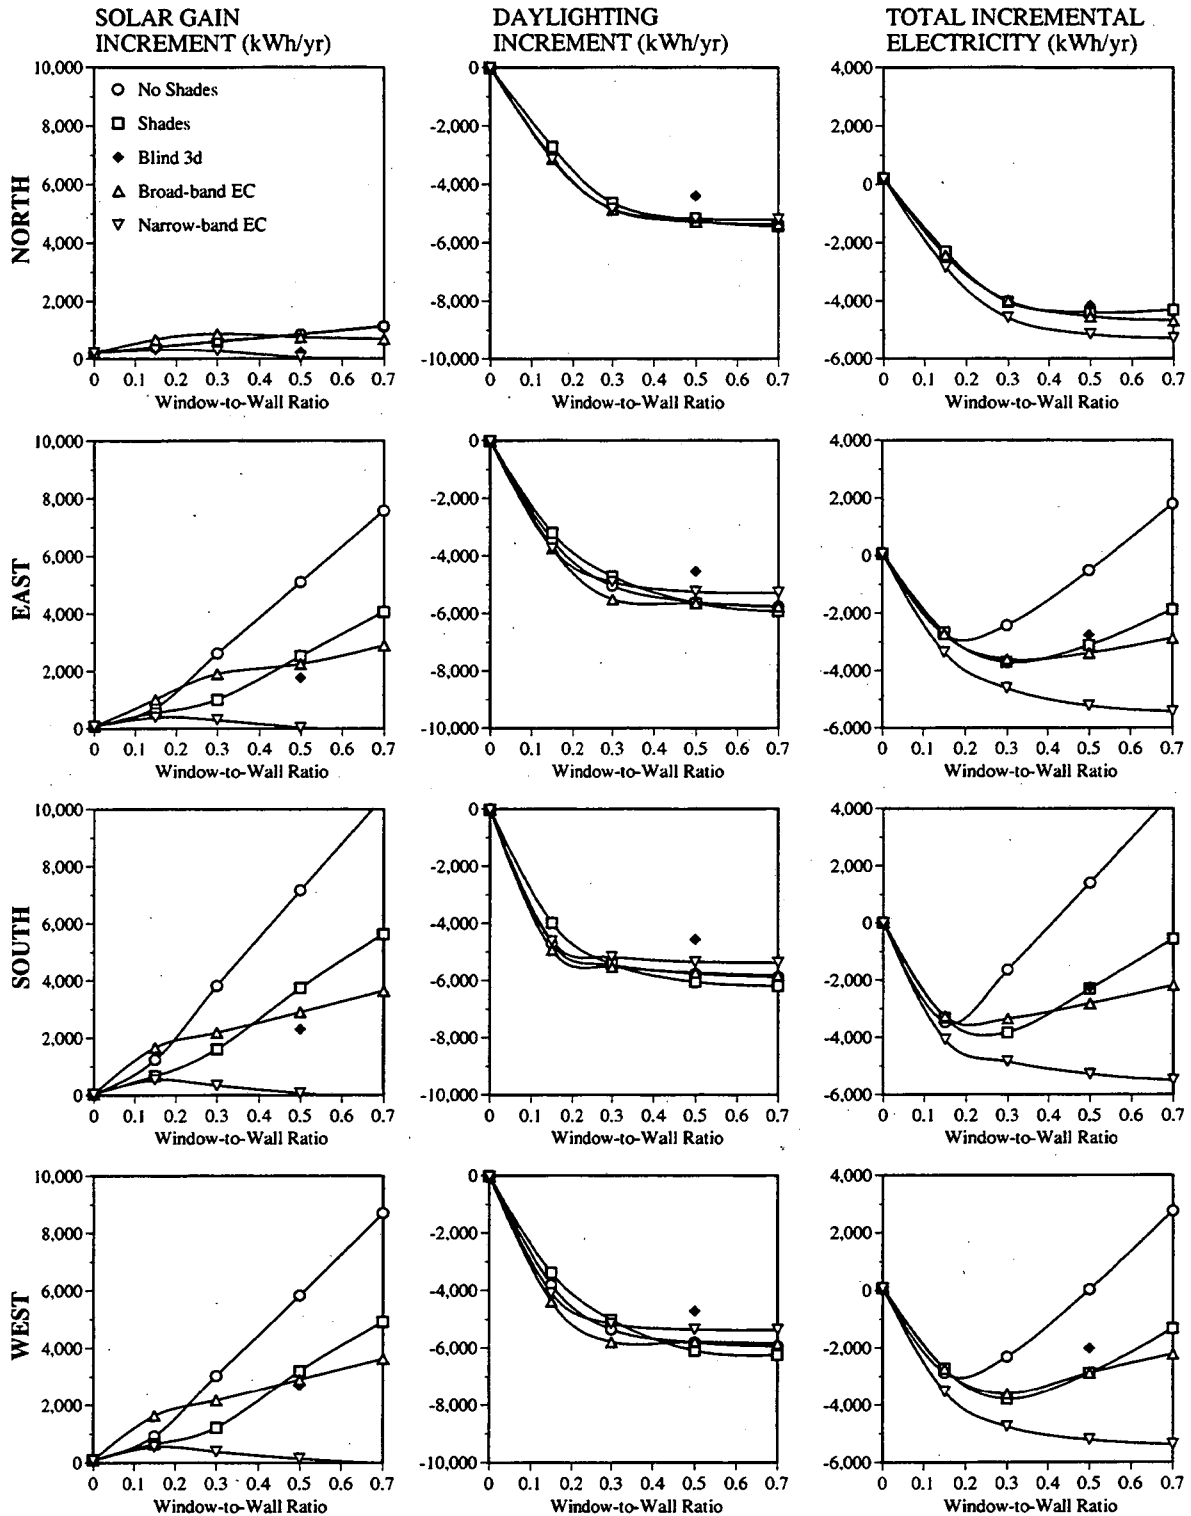 SOLAR GAIN
INCREMENT (kWh/yr)
DAYLIGHTING
INCREMENT (kWh/yr)
TOTAL INCREMENTAL
ELECTRICITY (kWh/yr)
NORTH
10,000
8,000
6,000
4,000
2,000
0
No Shades
Shades
Blind 3d
Broad-band EC
Narrow-band EC
0 0.1 0.2 0.3 0.4 0.5 0.6 0.7
Window-to-Wall Ratio
0
-2,000
-4,000
-6,000
-8,000
-10,000
0 0.1 0.2 0.3 0.4 0.5 0.6 0.7
Window-to-Wall Ratio
4,000
2,000
0
-2,000
-4,000
-6,000
0 0.1 0.2 0.3 0.4 0.5 0.6 0.7
Window-to-Wall Ratio
EAST
10,000
8,000
6,000
4,000
2,000
0
0 0.1 0.2 0.3 0.4 0.5 0.6 0.7
Window-to-Wall Ratio
0
-2,000
-4,000
-6,000
-8,000
-10,000
0 0.1 0.2 0.3 0.4 0.5 0.6 0.7
Window-to-Wall Ratio
4,000
2,000
0
-2,000
-4,000
-6,000
0 0.1 0.2 0.3 0.4 0.5 0.6 0.7
Window-to-Wall Ratio
SOUTH
10,000
8,000
6,000
4,000
2,000
0
0 0.1 0.2 0.3 0.4 0.5 0.6 0.7
Window-to-Wall Ratio
0
-2,000
-4,000
-6,000
-8,000
-10,000
0 0.1 0.2 0.3 0.4 0.5 0.6 0.7
Window-to-Wall Ratio
4,000
2,000
0
-2,000
-4,000
-6,000
0 0.1 0.2 0.3 0.4 0.5 0.6 0.7
Window-to-Wall Ratio
WEST
10,000
8,000
6,000
4,000
2,000
0
0 0.1 0.2 0.3 0.4 0.5 0.6 0.7
Window-to-Wall Ratio
0
-2,000
-4,000
-6,000
-8,000
-10,000
0 0.1 0.2 0.3 0.4 0.5 0.6 0.7
Window-to-Wall Ratio
4,000
2,000
0
-2,000
-4,000
-6,000
0 0.1 0.2 0.3 0.4 0.5 0.6 0.7
Window-to-Wall Ratio